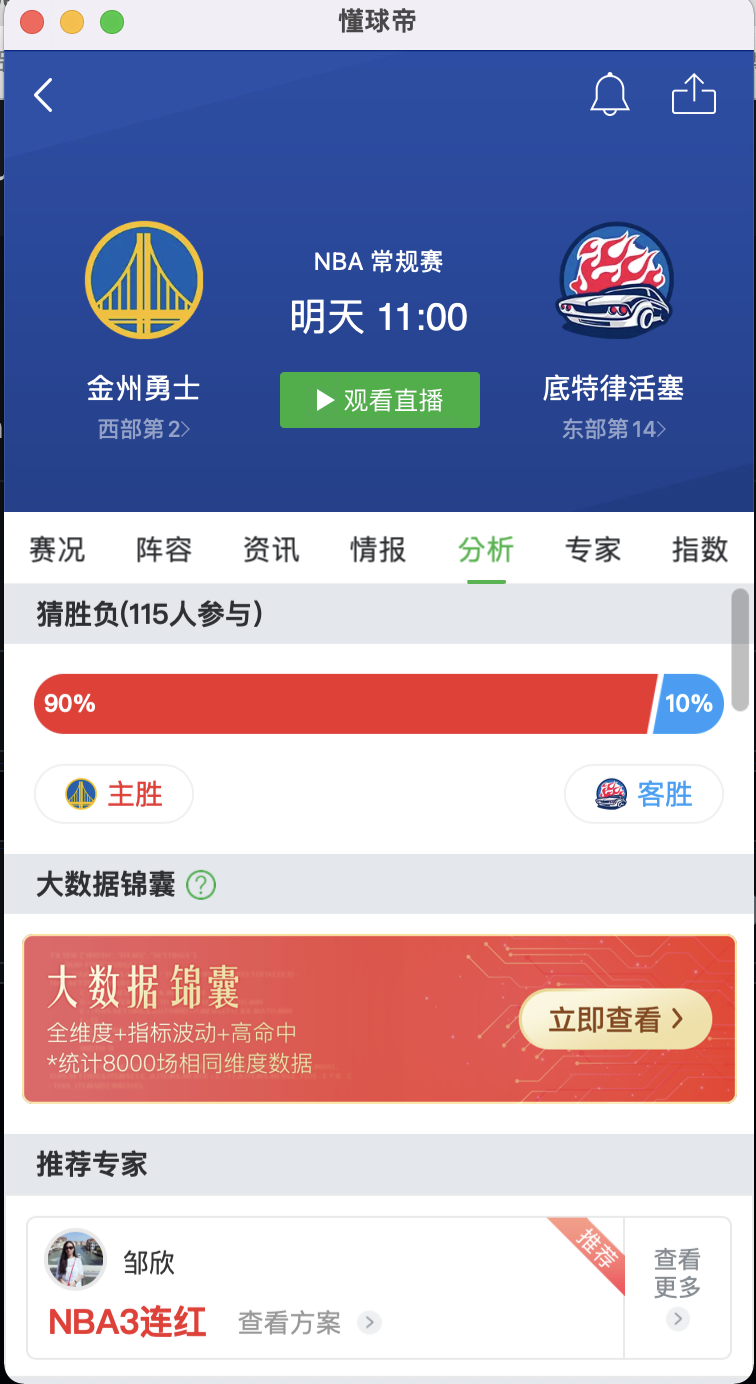 懂球帝
NBA 常规赛
明天 11:00
金州勇士
观看直播
底特律活塞
西部第2
东部第14
赛况 阵容 资讯 情报 分析 专家 指数
猜胜负(115人参与)
90% 10%
主胜 客胜
大数据锦囊 ?
大数据锦囊
全维度+指标波动+高命中
*统计8000场相同维度数据
立即查看
推荐专家
邹欣
推荐
NBA3连红 查看方案
查看
更多